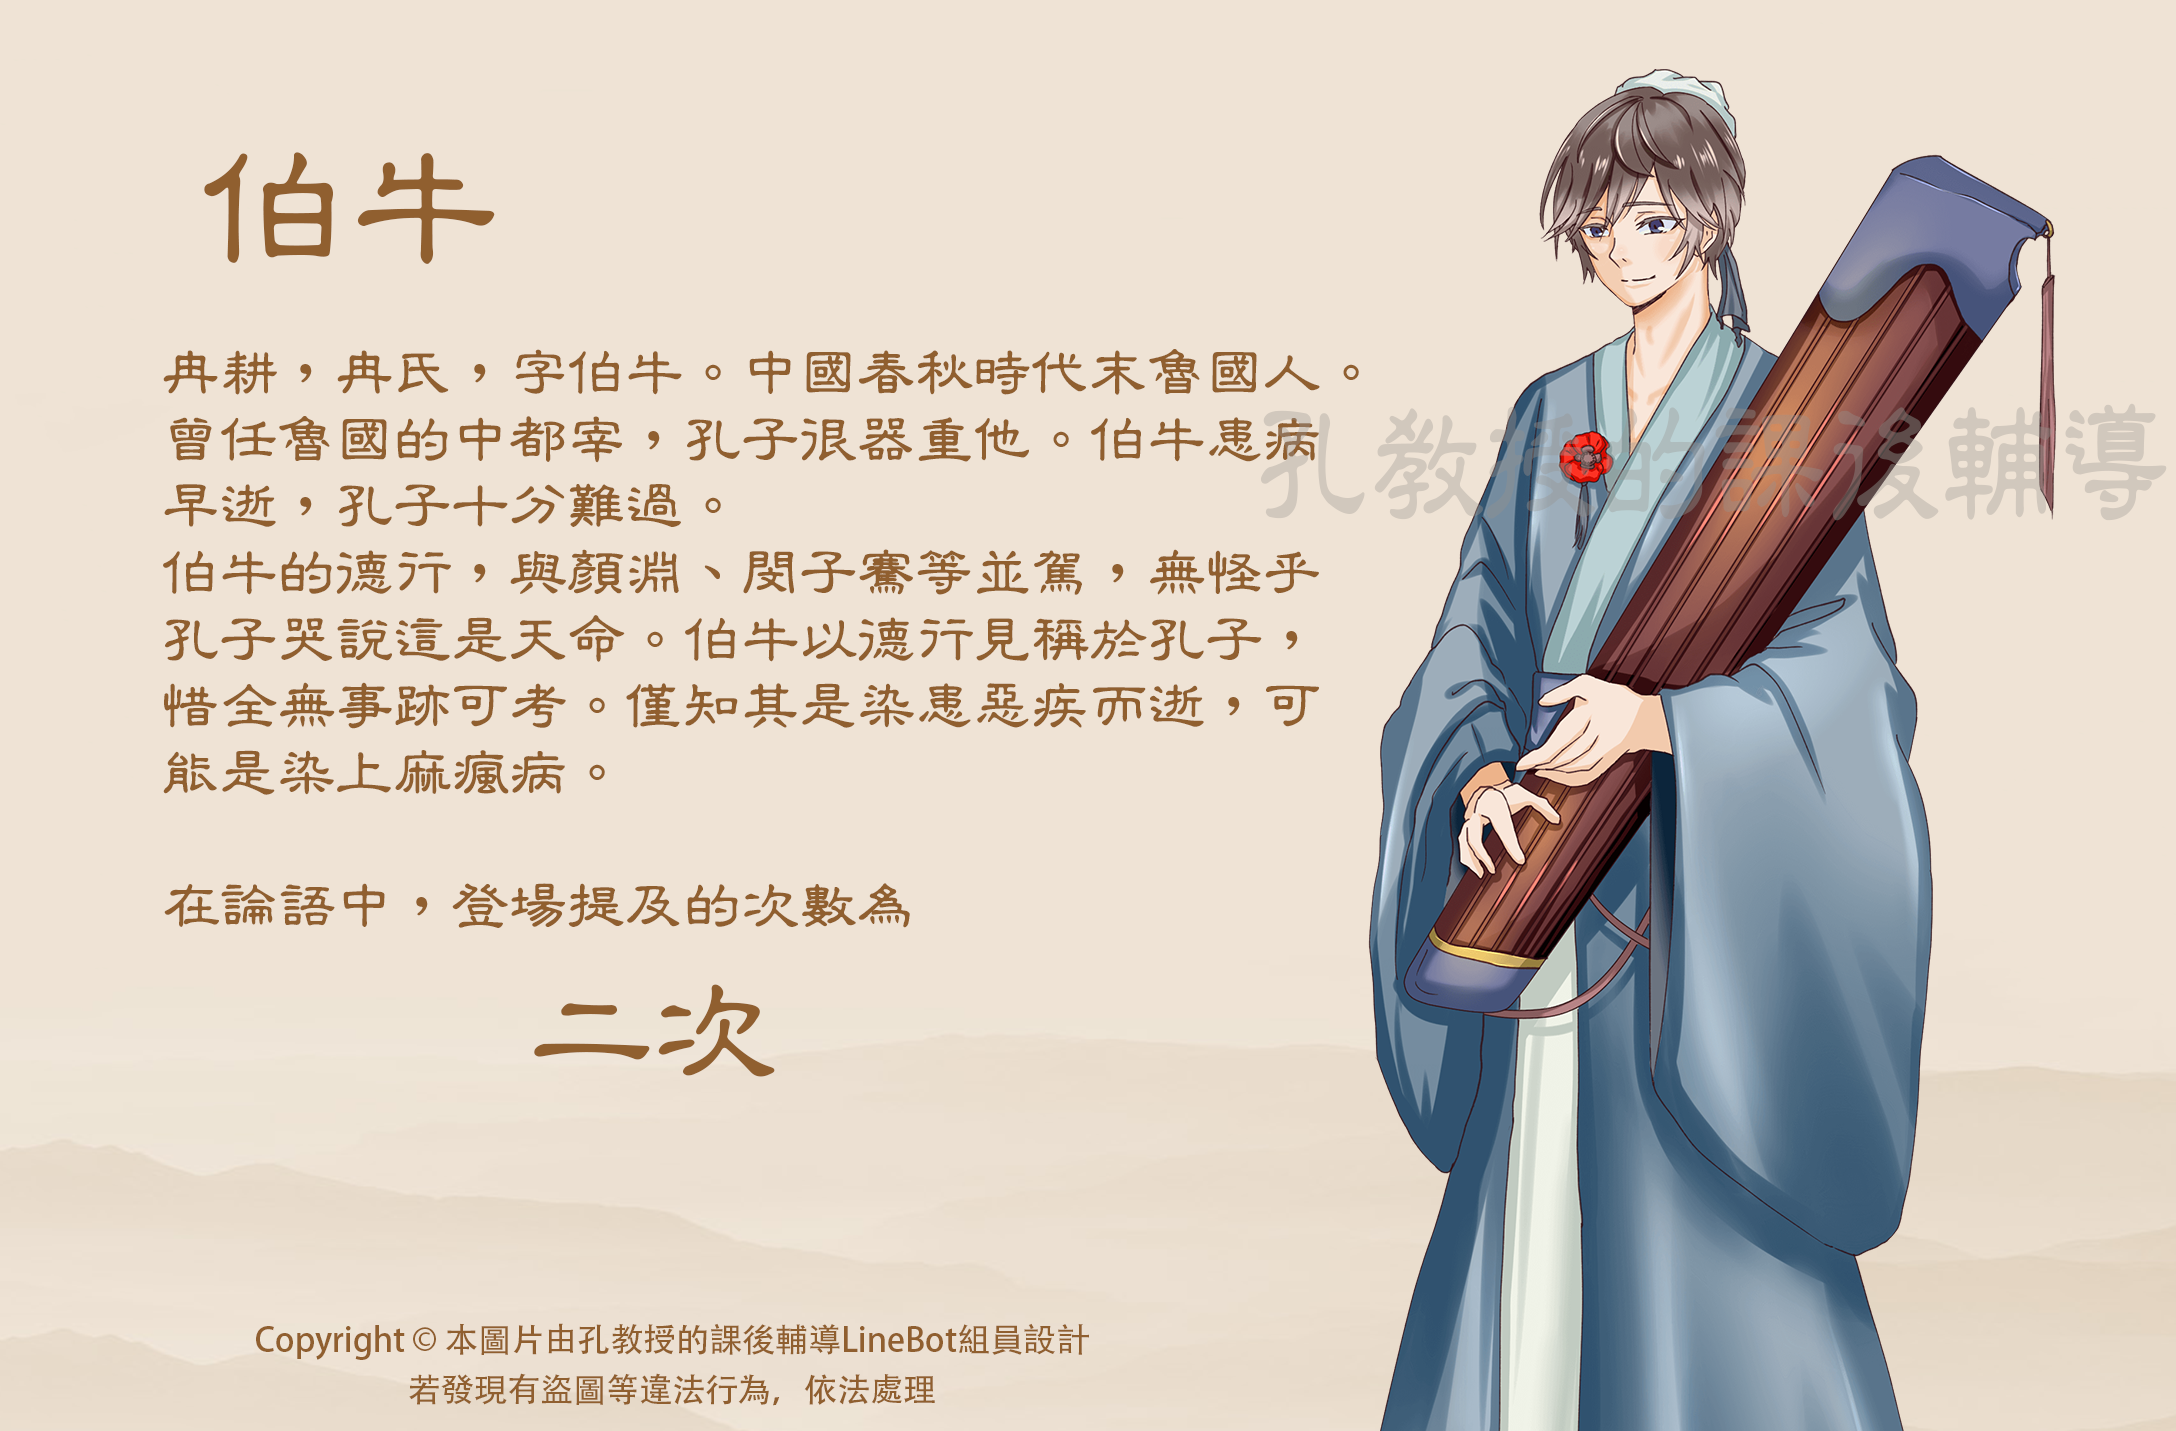 伯牛
冉耕，冉氏，字伯牛。中國春秋時代末魯國人。
曾任魯國的中都宰，孔子很器重他。伯牛患病
早逝，孔子十分難過。
伯牛的德行，與顏淵、閔子騫等並駕，無怪乎
孔子哭說這是天命。伯牛以德行見稱於孔子，
惜全無事跡可考。僅知其是染患惡疾而逝，可
能是染上麻瘋病。
在論語中，登場提及的次數為
二次
孔教授的課後輔導
Copyright © 本圖片由孔教授的課後輔導LineBot組員設計
若發現有盜圖等違法行為，依法處理